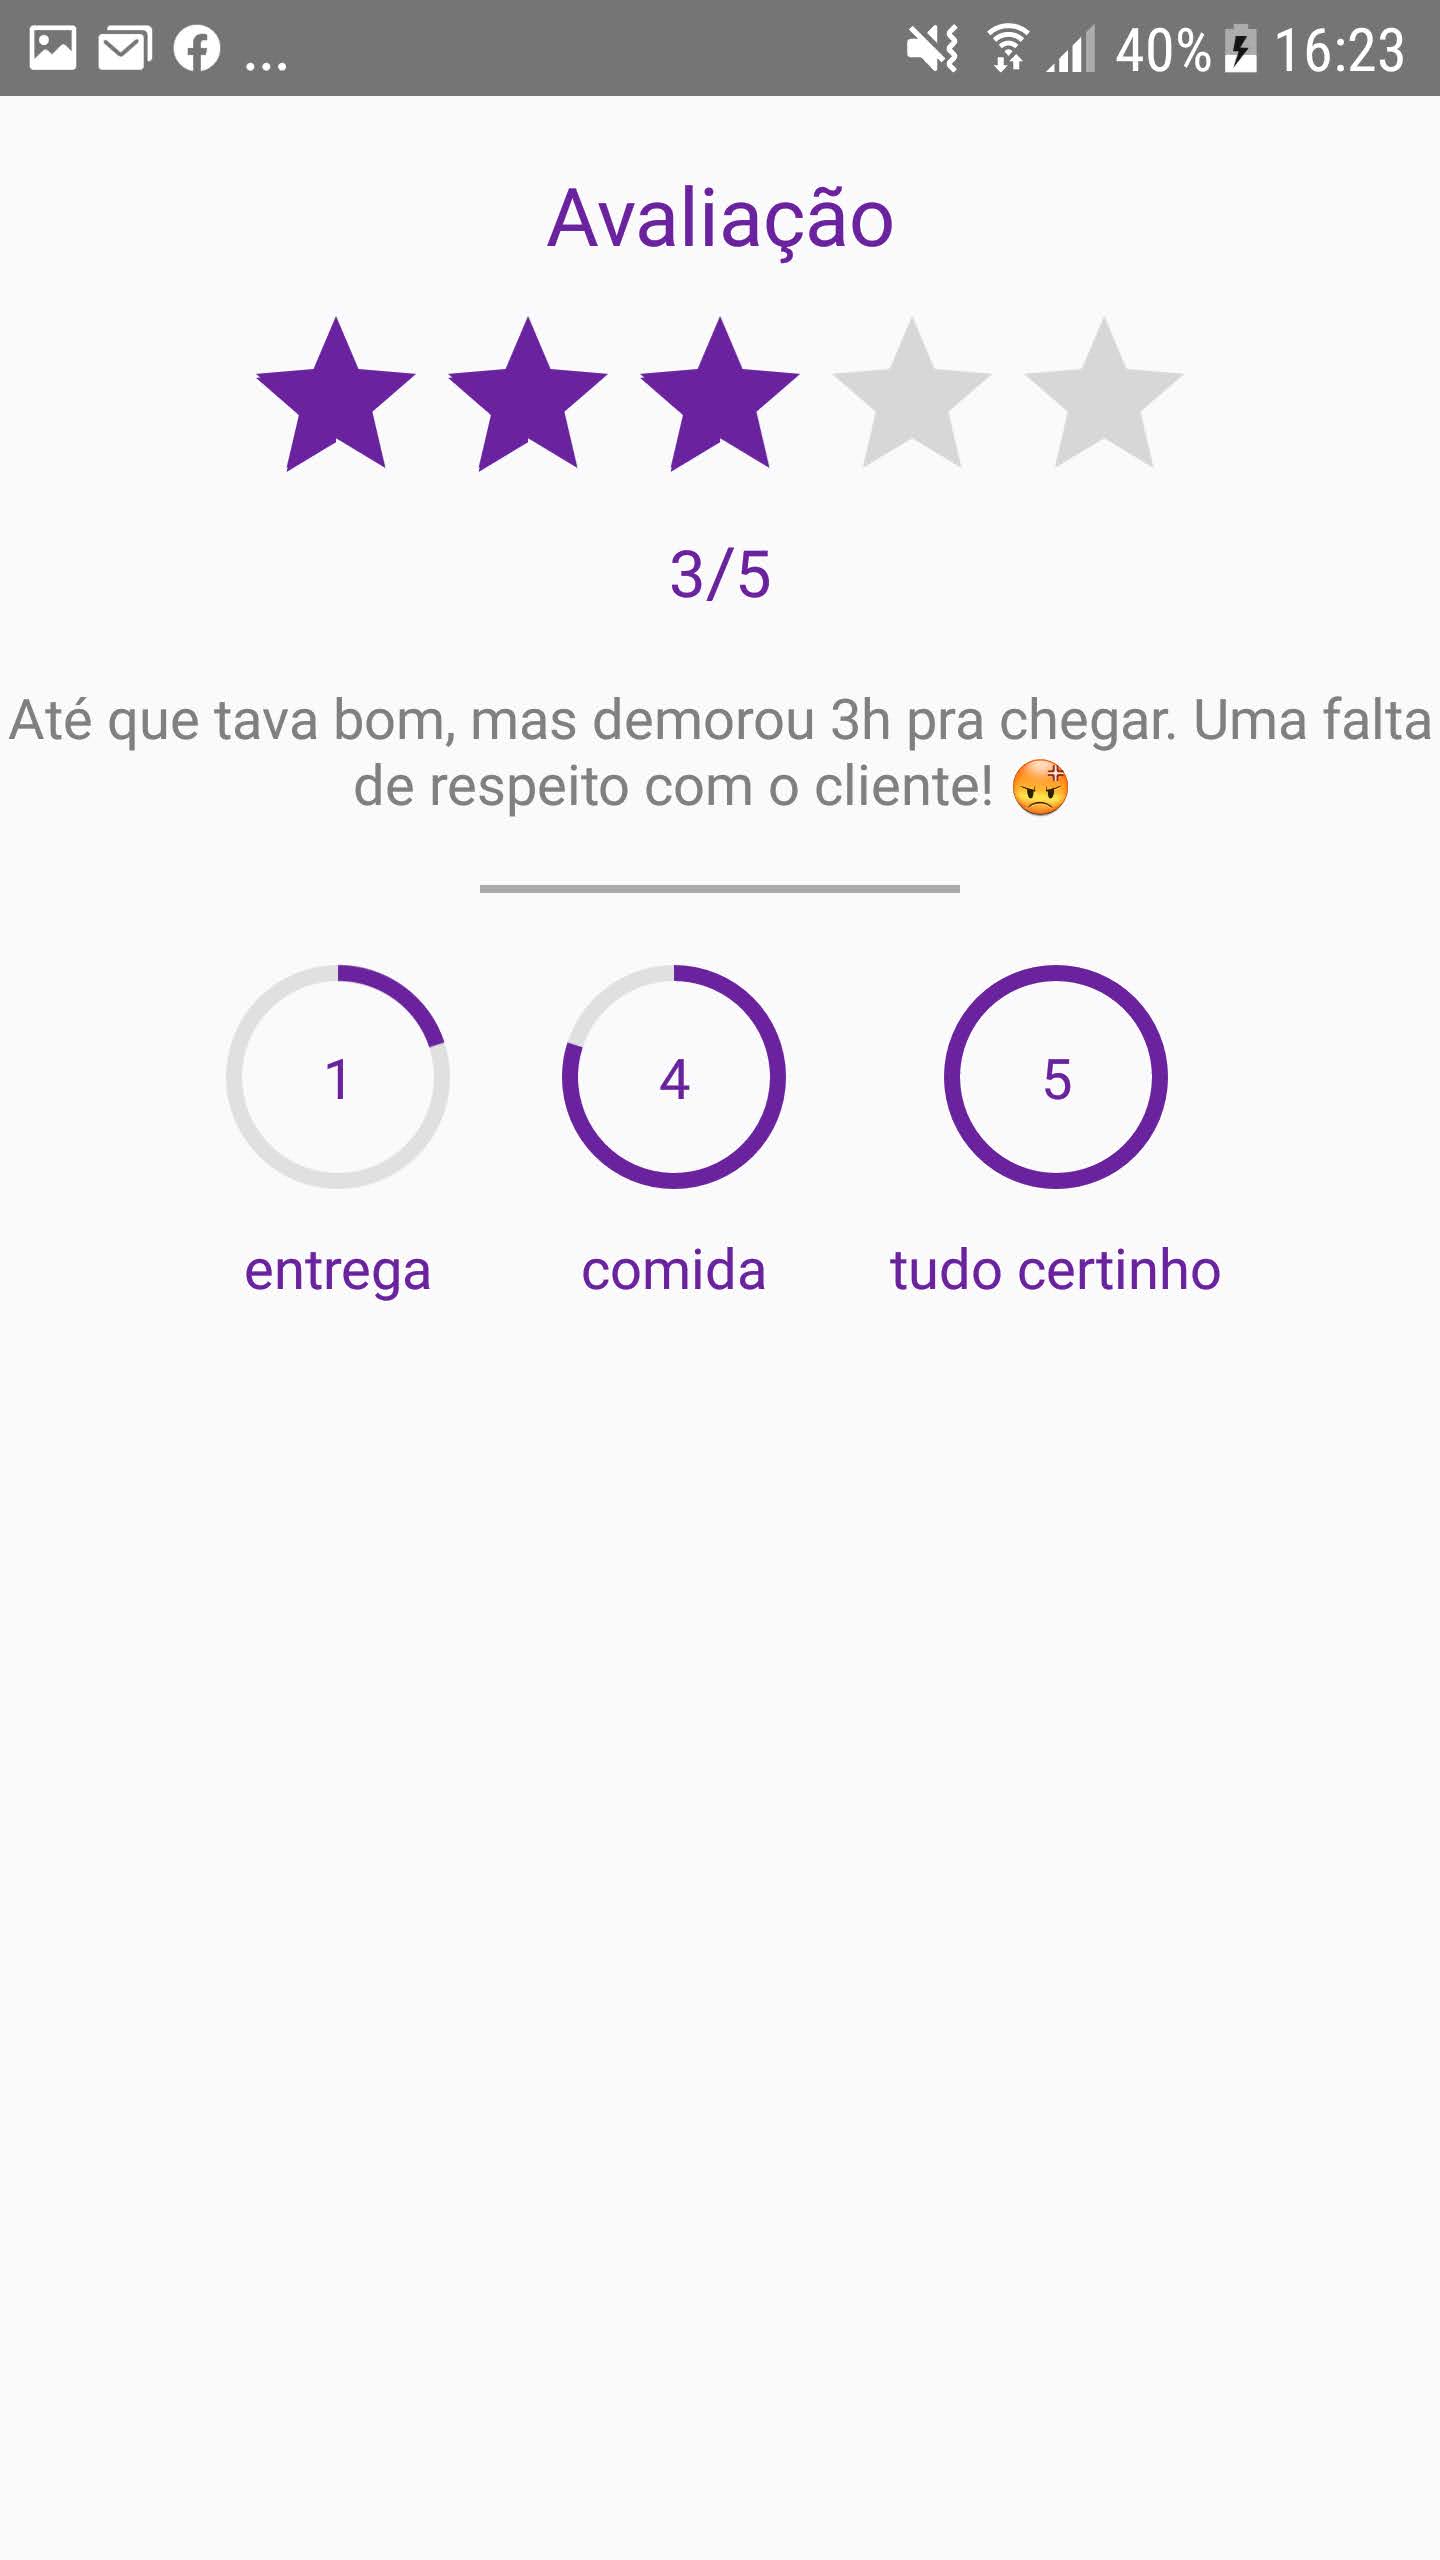 ... 40% 16:23
Avaliação
3/5
Até que tava bom, mas demorou 3h pra chegar. Uma falta
de respeito com o cliente! 😡
1 4 5
entrega comida tudo certinho